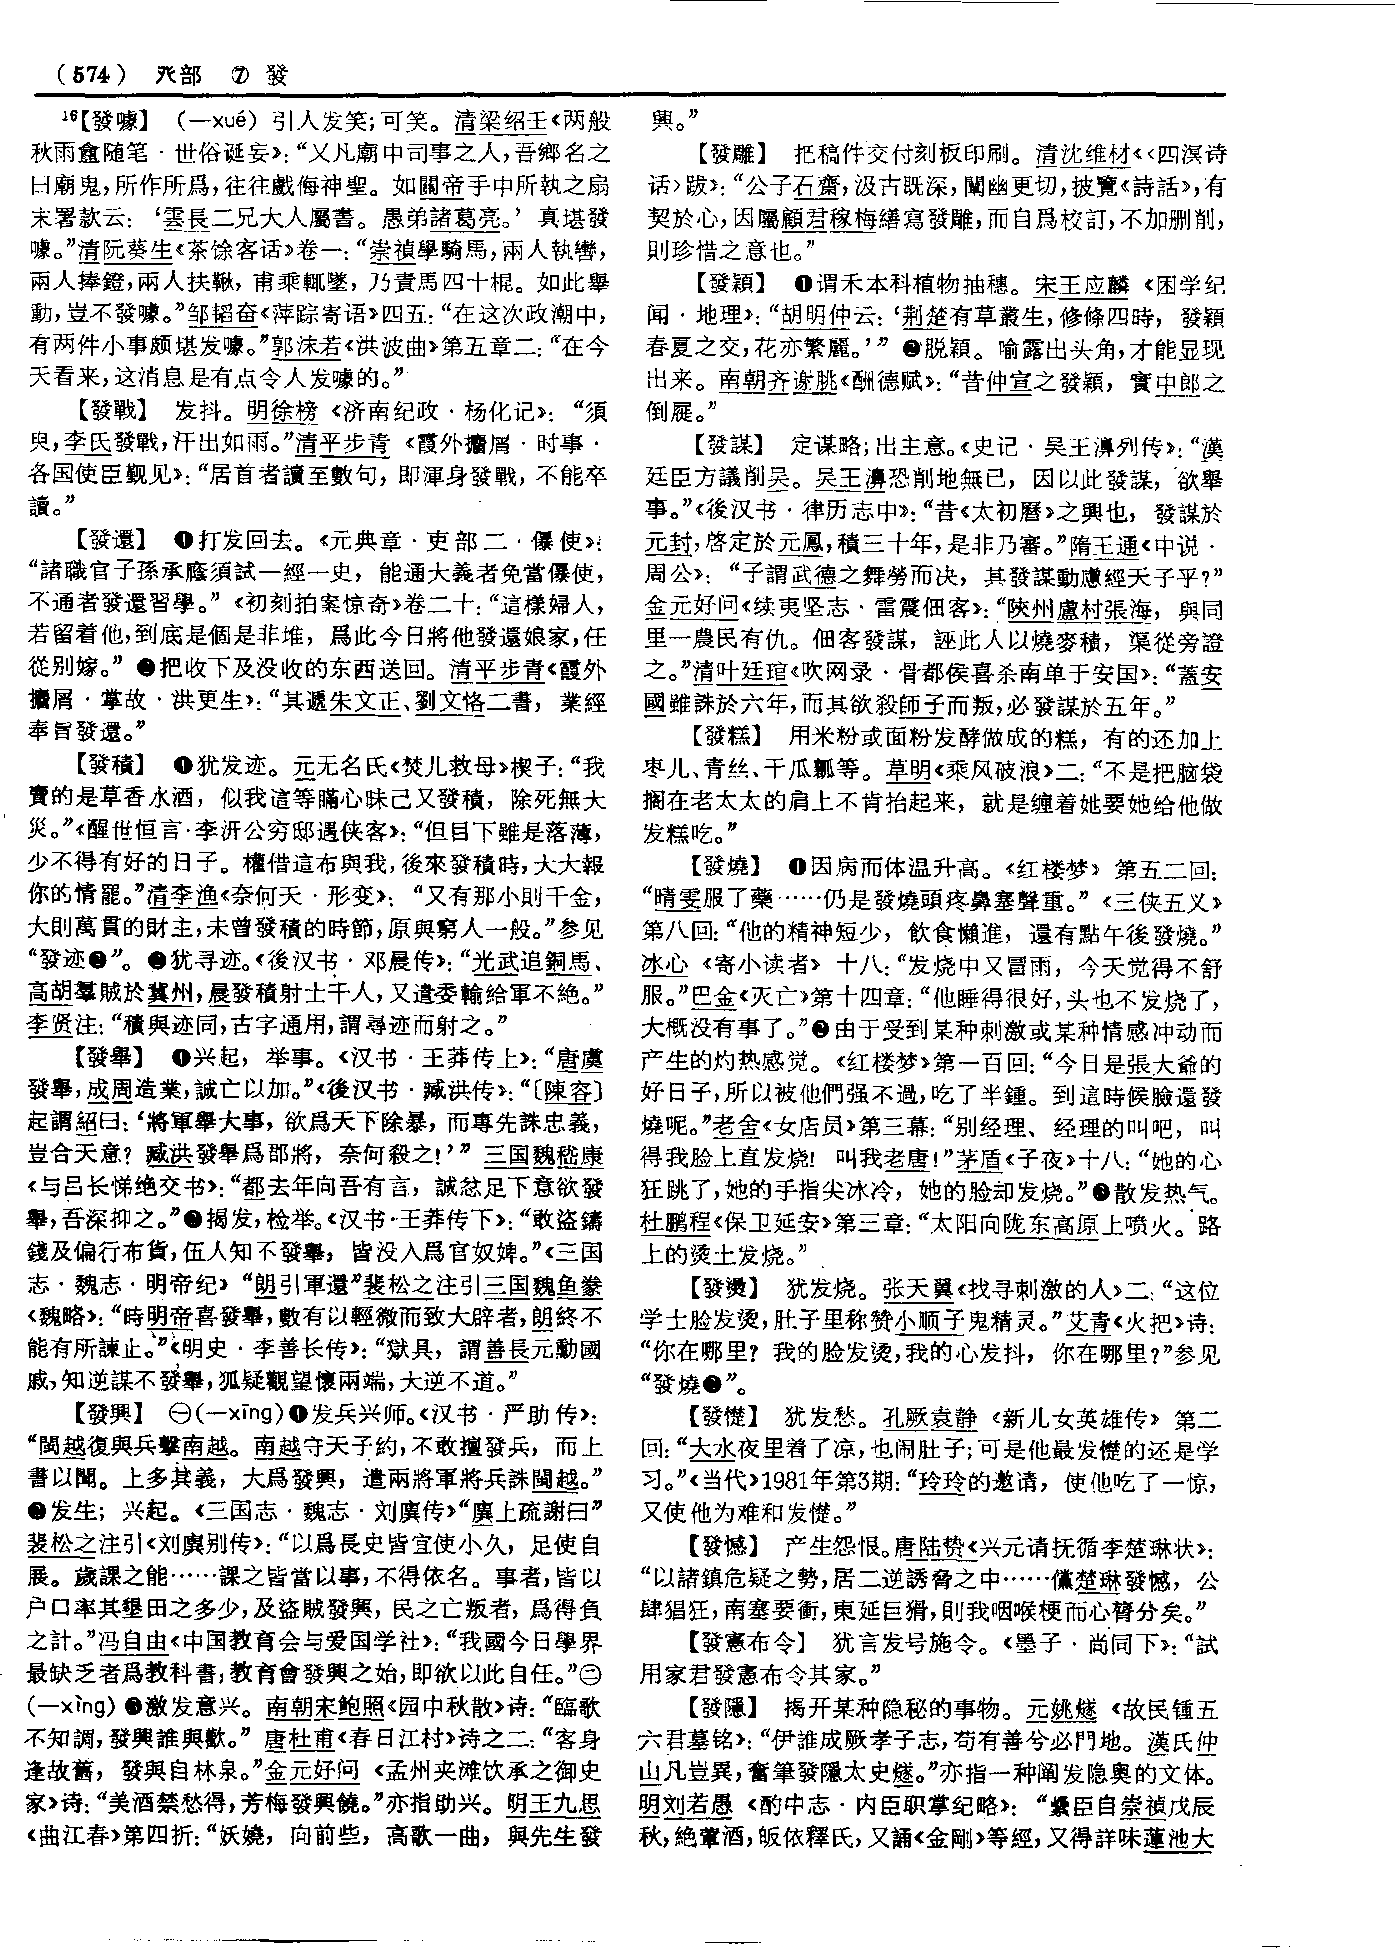 (574) 癶部 ⑦ 發
¹⁶【發噱】 （—xué）引人发笑;可笑。清梁绍壬《两般
秋雨盦随笔·世俗诞妄》:“又凡廟中司事之人,吾鄉名之
曰廟鬼,所作所爲,往往戲侮神聖。如關帝手中所執之扇
末署款云:‘雲長二兄大人屬書。愚弟諸葛亮。’真堪發
噱。”清阮葵生《茶馀客话》卷一:“崇禎學騎馬,兩人執轡,
兩人捧鐙,兩人扶鞦,甫乘輒墜,乃責馬四十棍。如此舉
動,豈不發噱。”邹韬奋《萍踪寄语》四五:“在这次政潮中,
有两件小事颇堪发噱。”郭沫若《洪波曲》第五章二:“在今
天看来,这消息是有点令人发噱的。”
【發戰】 发抖。明徐榜《济南纪政·杨化记》:“須
臾,李氏發戰,汗出如雨。”清平步青《霞外攟屑·时事·
各国使臣觐见》:“居首者讀至數句,即渾身發戰,不能卒
讀。”
【發還】 ❶打发回去。《元典章·吏部二·儤使》:
“諸職官子孫承廕須試一經一史,能通大義者免當儤使,
不通者發還習學。”《初刻拍案惊奇》卷二十:“這樣婦人,
若留着他,到底是個是非堆,爲此今日將他發還娘家,任
從别嫁。”❷把收下及没收的东西送回。清平步青《霞外
攟屑·掌故·洪更生》:“其遞朱文正、劉文恪二書,業經
奉旨發還。”
【發積】 ❶犹发迹。元无名氏《焚儿救母》楔子:“我
賣的是草香水酒,似我這等瞞心昧己又發積,除死無大
災。”《醒世恒言·李汧公穷邸遇侠客》:“但目下雖是落薄,
少不得有好的日子。權借這布與我,後來發積時,大大報
你的情罷。”清李渔《奈何天·形变》:“又有那小則千金,
大則萬貫的財主,未曾發積的時節,原與窮人一般。”参见
“發迹❷”。❷犹寻迹。《後汉书·邓晨传》:“光武追銅馬、
高胡羣賊於冀州,晨發積射士千人,又遣委輸給軍不絶。”
李贤注:“積與迹同,古字通用,謂尋迹而射之。”
【發舉】 ❶兴起,举事。《汉书·王莽传上》:“唐虞
發舉,成周造業,誠亡以加。”《後汉书·臧洪传》:“〔陳容〕
起謂紹曰:‘將軍舉大事,欲爲天下除暴,而專先誅忠義,
豈合天意？臧洪發舉爲郡將,奈何殺之!’”三国魏嵇康
《与吕长悌绝交书》:“都去年向吾有言,誠忿足下意欲發
舉,吾深抑之。”❷揭发,检举。《汉书·王莽传下》:“敢盜鑄
錢及偏行布貨,伍人知不發舉,皆没入爲官奴婢。”《三国
志·魏志·明帝纪》“朗引軍還”裴松之注引三国魏鱼豢
《魏略》:“時明帝喜發舉,數有以輕微而致大辟者,朗終不
能有所諫止。”《明史·李善长传》:“獄具,謂善長元勳國
戚,知逆謀不發舉,狐疑觀望懷兩端,大逆不道。”
【發興】 ㊀(—xīng)❶发兵兴师。《汉书·严助传》:
“閩越復興兵擊南越。南越守天子約,不敢擅發兵,而上
書以聞。上多其義,大爲發興,遣兩將軍將兵誅閩越。”
❷发生；兴起。《三国志·魏志·刘廙传》“廙上疏謝曰”
裴松之注引《刘廙别传》:“以爲長史皆宜使小久,足使自
展。歲課之能……課之皆當以事,不得依名。事者,皆以
户口率其墾田之多少,及盜賊發興,民之亡叛者,爲得負
之計。”冯自由《中国教育会与爱国学社》:“我國今日學界
最缺乏者爲教科書,教育會發興之始,即欲以此自任。”㊁
(—xìng)❶激发意兴。南朝宋鲍照《园中秋散》诗:“臨歌
不知調,發興誰與歡。”唐杜甫《春日江村》诗之二:“客身
逢故舊,發興自林泉。”金元好问《孟州夹滩饮承之御史
家》诗:“美酒禁愁得,芳梅發興饒。”亦指助兴。明王九思
《曲江春》第四折:“妖嬈,向前些,高歌一曲,與先生發
興。”
【發雕】 把稿件交付刻板印刷。清沈维材《〈四溟诗
话〉跋》:“公子石齋,汲古既深,闡幽更切,披覽《詩話》,有
契於心,因屬顧君稼梅繕寫發雕,而自爲校訂,不加删削,
則珍惜之意也。”
【發穎】 ❶谓禾本科植物抽穗。宋王应麟《困学纪
闻·地理》:“胡明仲云:‘荆楚有草叢生,修條四時,發穎
春夏之交,花亦繁麗。’”❷脱穎。喻露出头角,才能显现
出来。南朝齐谢朓《酬德赋》:“昔仲宣之發穎,實中郎之
倒屣。”
【發謀】 定谋略;出主意。《史记·吴王濞列传》:“漢
廷臣方議削吴。吴王濞恐削地無已,因以此發謀,欲舉
事。”《後汉书·律历志中》:“昔《太初曆》之興也,發謀於
元封,啓定於元鳳,積三十年,是非乃審。”隋王通《中说·
周公》:“子謂武德之舞勞而决,其發謀動慮經天子乎?”
金元好问《续夷坚志·雷震佃客》:“陝州盧村張海,與同
里一農民有仇。佃客發謀,誣此人以燒麥積,渠從旁證
之。”清叶廷琯《吹网录·骨都侯喜杀南单于安国》:“蓋安
國雖誅於六年,而其欲殺師子而叛,必發謀於五年。”
【發糕】 用米粉或面粉发酵做成的糕,有的还加上
枣儿、青丝、干瓜瓤等。草明《乘风破浪》二:“不是把脑袋
搁在老太太的肩上不肯抬起来,就是缠着她要她给他做
发糕吃。”
【發燒】 ❶因病而体温升高。《红楼梦》第五二回:
“晴雯服了藥……仍是發燒頭疼鼻塞聲重。”《三侠五义》
第八回:“他的精神短少,飲食懶進,還有點午後發燒。”
冰心《寄小读者》十八:“发烧中又冒雨,今天觉得不舒
服。”巴金《灭亡》第十四章:“他睡得很好,头也不发烧了,
大概没有事了。”❷由于受到某种刺激或某种情感冲动而
产生的灼热感觉。《红楼梦》第一百回:“今日是張大爺的
好日子,所以被他們强不過,吃了半鍾。到這時候臉還發
燒呢。”老舍《女店员》第三幕:“别经理、经理的叫吧,叫
得我脸上直发烧! 叫我老唐!”茅盾《子夜》十八:“她的心
狂跳了,她的手指尖冰冷,她的脸却发烧。”❸散发热气。
杜鹏程《保卫延安》第三章:“太阳向陇东高原上喷火。路
上的烫土发烧。”
【發燙】 犹发烧。张天翼《找寻刺激的人》二:“这位
学士脸发烫,肚子里称赞小顺子鬼精灵。”艾青《火把》诗:
“你在哪里？我的脸发烫,我的心发抖,你在哪里?”参见
“發燒❷”。
【發憷】 犹发愁。孔厥袁静《新儿女英雄传》第二
回:“大水夜里着了凉,也闹肚子;可是他最发憷的还是学
习。”《当代》1981年第3期:“玲玲的邀请,使他吃了一惊,
又使他为难和发憷。”
【發憾】 产生怨恨。唐陆贽《兴元请抚循李楚琳状》:
“以諸鎮危疑之勢,居二逆誘脅之中……儻楚琳發憾,公
肆猖狂,南塞要衝,東延巨猾,則我咽喉梗而心膂分矣。”
【發憲布令】 犹言发号施令。《墨子·尚同下》:“試
用家君發憲布令其家。”
【發隱】 揭开某种隐秘的事物。元姚燧《故民锺五
六君墓铭》:“伊誰成厥孝子志,苟有善兮必門地。漢氏仲
山凡豈異,奮筆發隱太史燧。”亦指一种阐发隐奥的文体。
明刘若愚《酌中志·内臣职掌纪略》:“纍臣自崇禎戊辰
秋,絶葷酒,皈依釋氏,又誦《金剛》等經,又得詳味蓮池大